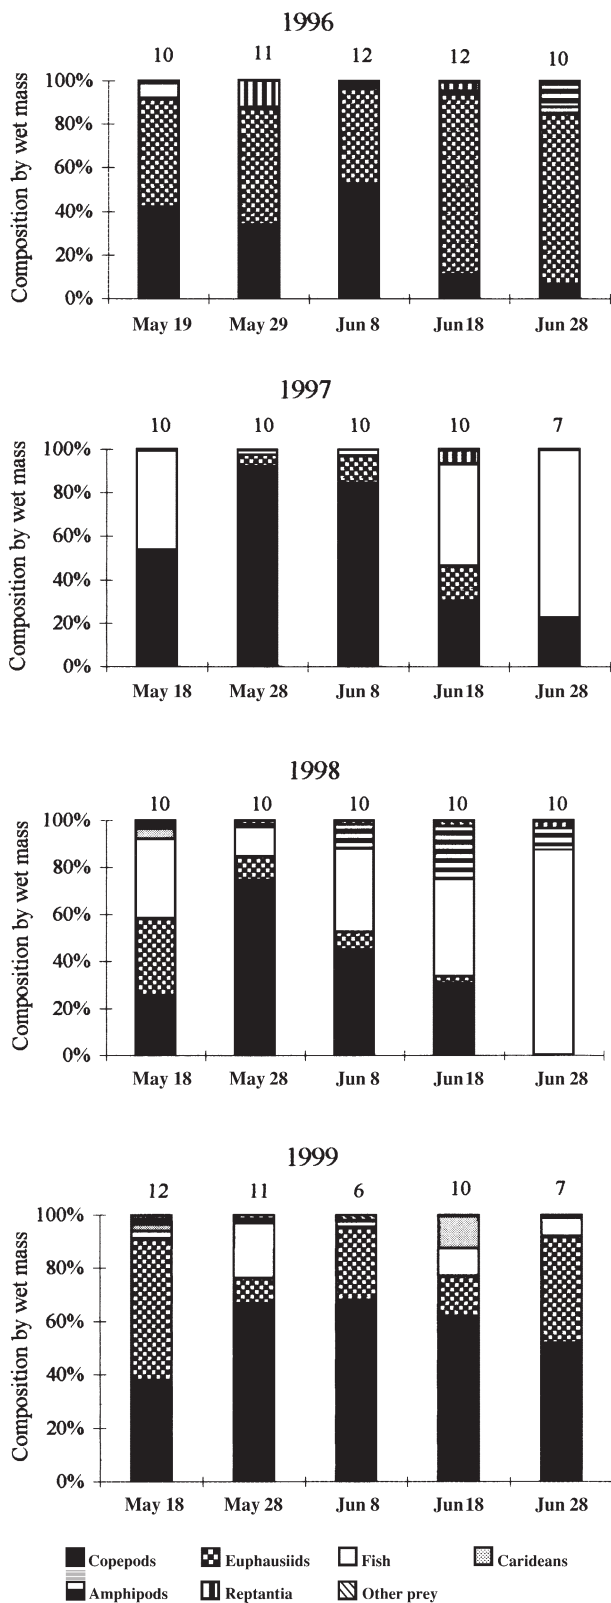 1996
10 11 12 12 10
100%
80%
60%
40%
20%
0%
Composition by wet mass
May 19 May 29 Jun 8 Jun 18 Jun 28
1997
10 10 10 10 7
100%
80%
60%
40%
20%
0%
Composition by wet mass
May 18 May 28 Jun 8 Jun 18 Jun 28
1998
10 10 10 10 10
100%
80%
60%
40%
20%
0%
Composition by wet mass
May 18 May 28 Jun 8 Jun 18 Jun 28
1999
12 11 6 10 7
100%
80%
60%
40%
20%
0%
Composition by wet mass
May 18 May 28 Jun 8 Jun 18 Jun 28
Copepods Euphausiids Fish Carideans
Amphipods Reptantia Other prey